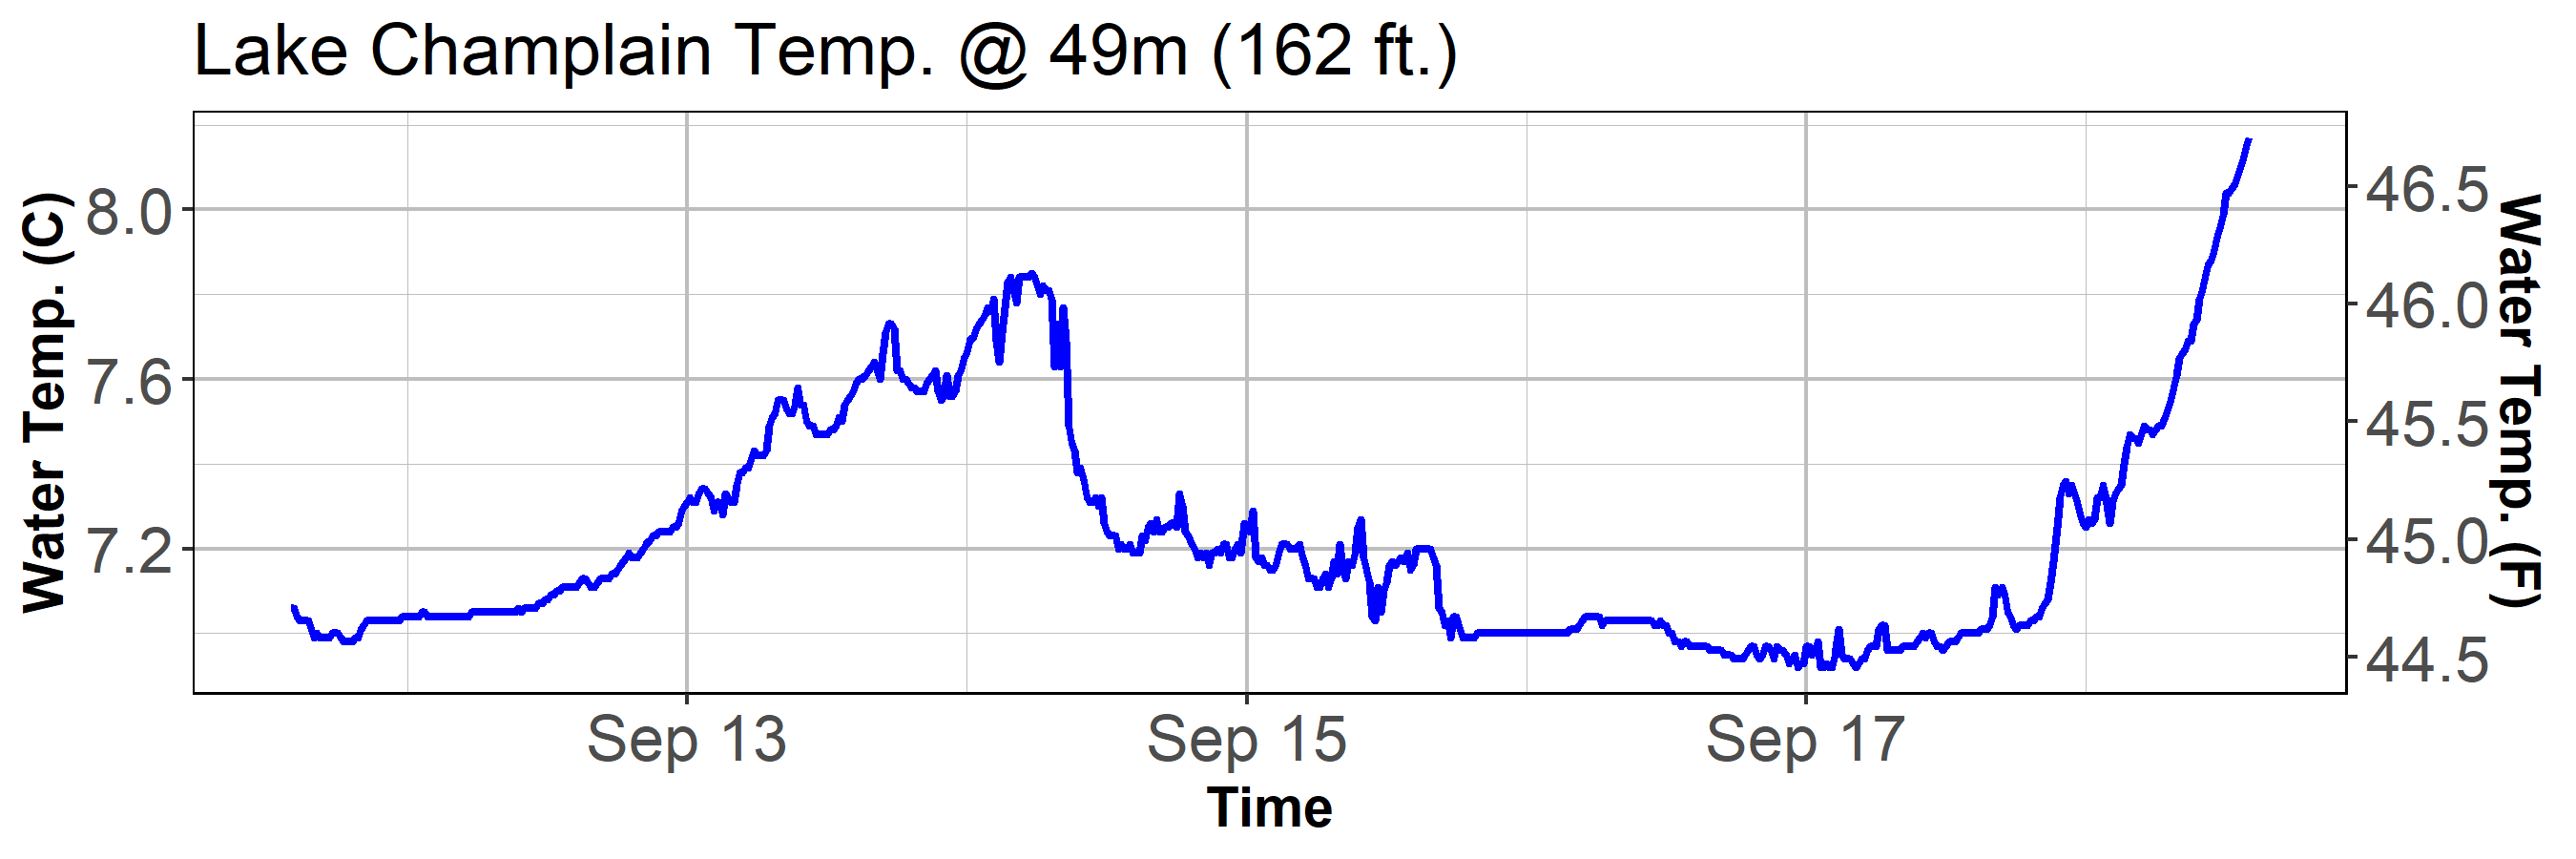 Lake Champlain Temp. @ 49m (162 ft.)
Water Temp. (C)
8.0
7.6
7.2
46.5
46.0
45.5
45.0
44.5
Water Temp. (F)
Sep 13
Sep 15
Sep 17
Time